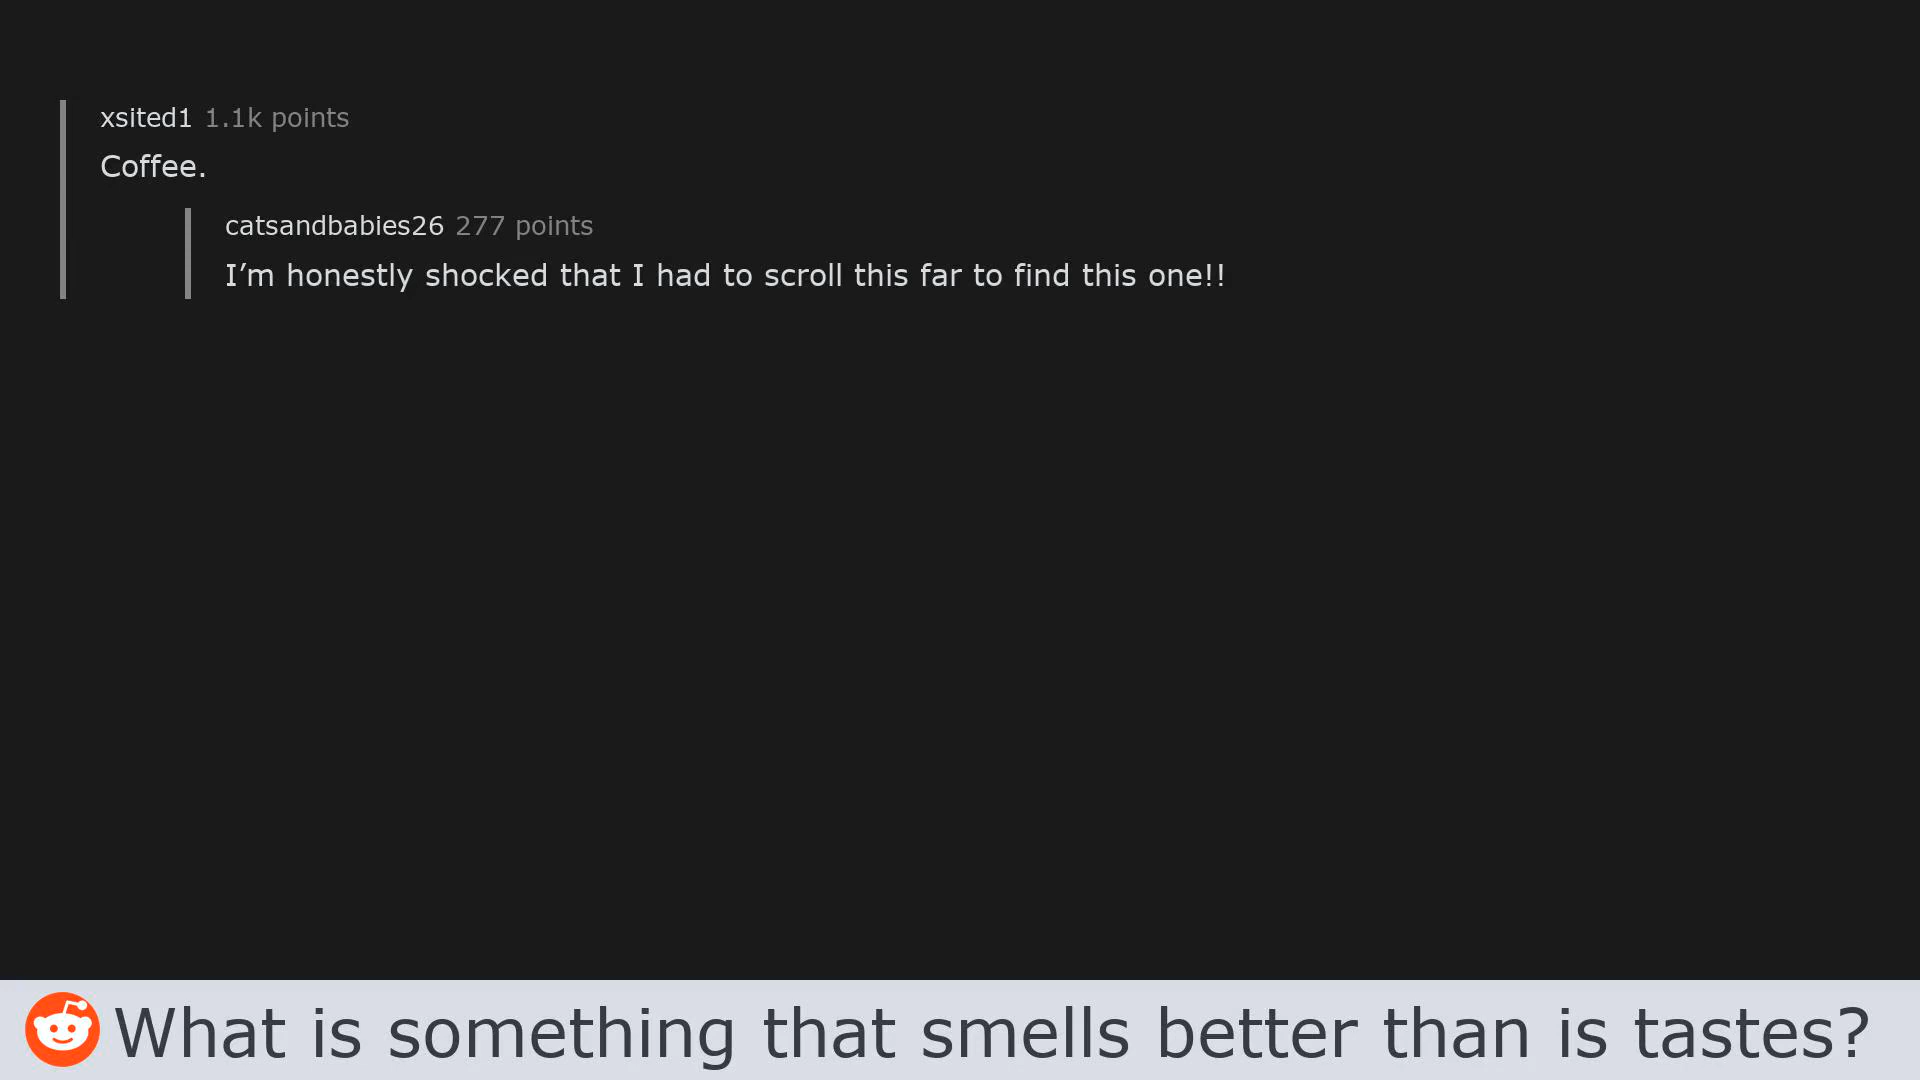 xsited1 1.1k points
Coffee.
catsandbabies26 277 points
I’m honestly shocked that I had to scroll this far to find this one!!
What is something that smells better than is tastes?